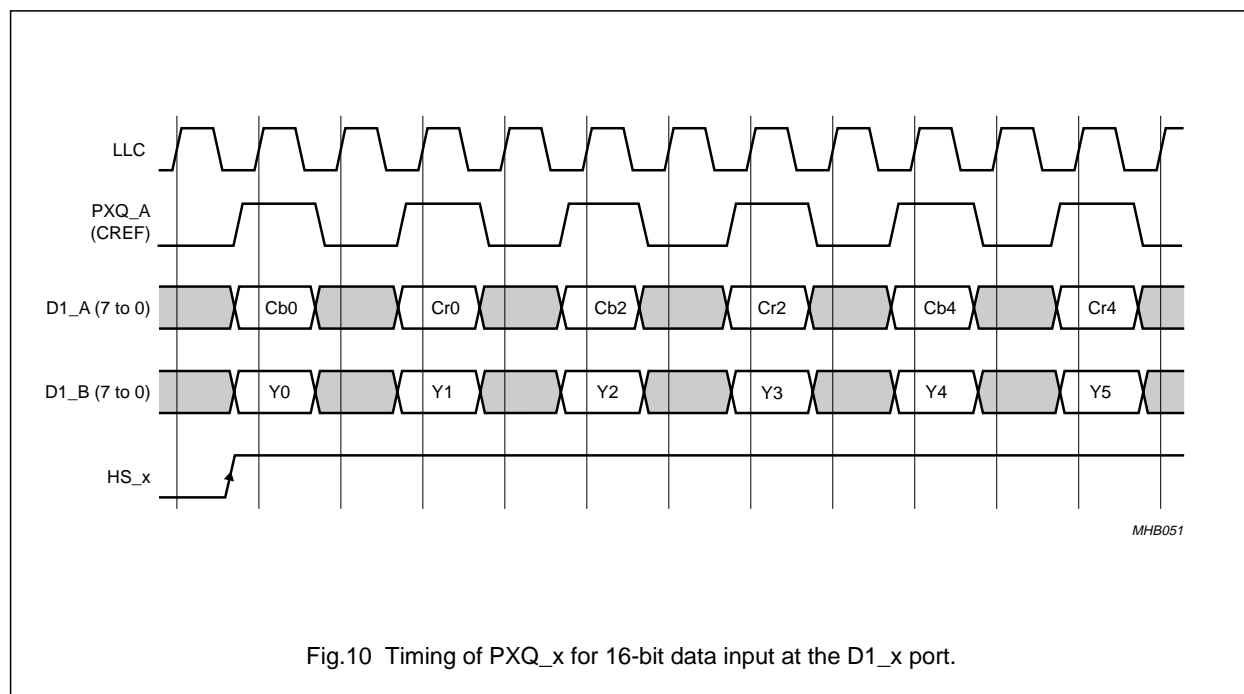 LLC
PXQ_A
(CREF)
D1_A (7 to 0) Cb0 Cr0 Cb2 Cr2 Cb4 Cr4
D1_B (7 to 0) Y0 Y1 Y2 Y3 Y4 Y5
HS_x
MHB051
Fig.10 Timing of PXQ_x for 16-bit data input at the D1_x port.